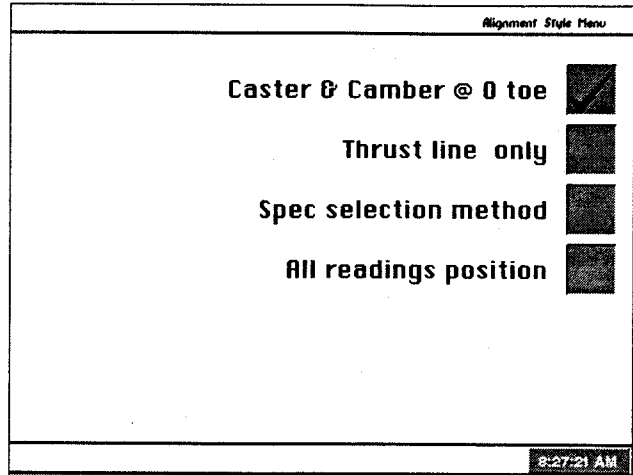 Alignment Style Menu
Caster & Camber @ 0 toe
Thrust line only
Spec selection method
All readings position
8:27:21 AM